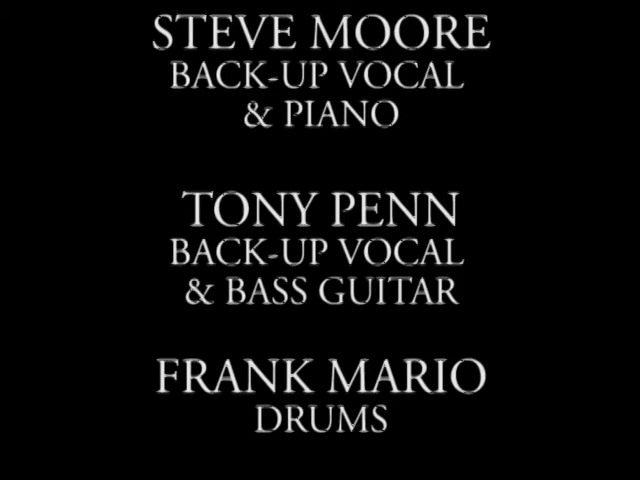 STEVE MOORE
BACK-UP VOCAL
& PIANO
TONY PENN
BACK-UP VOCAL
& BASS GUITAR
FRANK MARIO
DRUMS